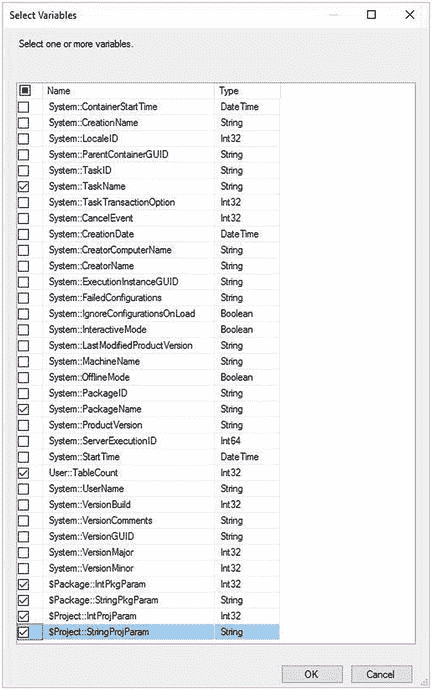 Select Variables
Select one or more variables.
Name Type
System::ContainerStartTime DateTime
System::CreationName String
System::LocaleID Int32
System::ParentContainerGUID String
System::TaskID String
System::TaskName String
System::TaskTransactionOption Int32
System::CancelEvent Int32
System::CreationDate DateTime
System::CreatorComputerName String
System::CreatorName String
System::ExecutionInstanceGUID String
System::FailedConfigurations String
System::IgnoreConfigurationsOnLoad Boolean
System::InteractiveMode Boolean
System::LastModifiedProductVersion String
System::MachineName String
System::OfflineMode Boolean
System::PackageID String
System::PackageName String
System::ProductVersion String
System::ServerExecutionID Int64
System::StartTime DateTime
User::TableCount Int32
System::UserName String
System::VersionBuild Int32
System::VersionComments String
System::VersionGUID String
System::VersionMajor Int32
System::VersionMinor Int32
$Package::IntPkgParam Int32
$Package::StringPkgParam String
$Project::IntProjParam Int32
$Project::StringProjParam String
OK Cancel